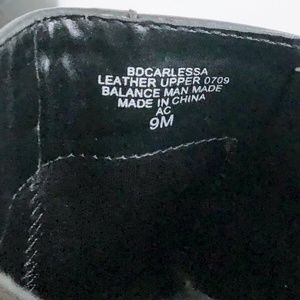 BDCARLESSA
LEATHER UPPER 0709
BALANCE MAN MADE
MADE IN CHINA
AC
9M